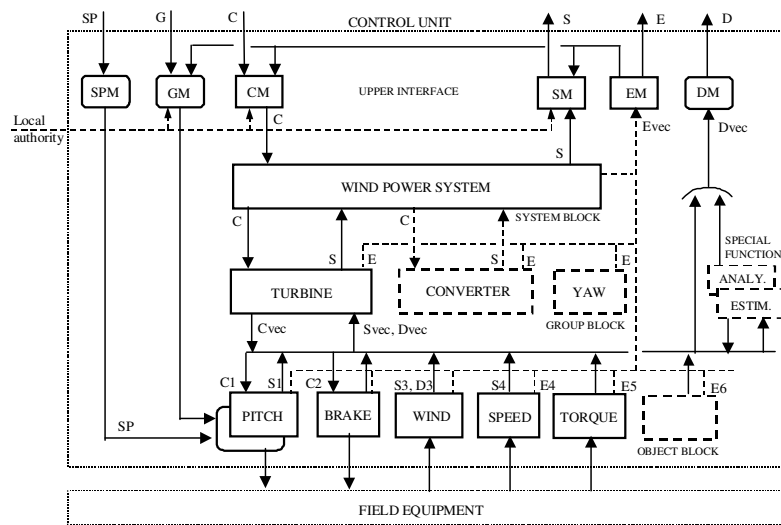 SP G C CONTROL UNIT S E D
SPM GM CM UPPER INTERFACE SM EM DM
Local
authority
C S Evec Dvec
WIND POWER SYSTEM
C S C SYSTEM BLOCK
SPECIAL
FUNCTION
S E S E E
TURBINE CONVERTER YAW ANALY.
ESTIM.
GROUP BLOCK
Cvec Svec, Dvec
C1 S1 C2 S3, D3 S4 E4 E5 E6
PITCH BRAKE WIND SPEED TORQUE
SP
OBJECT BLOCK
FIELD EQUIPMENT